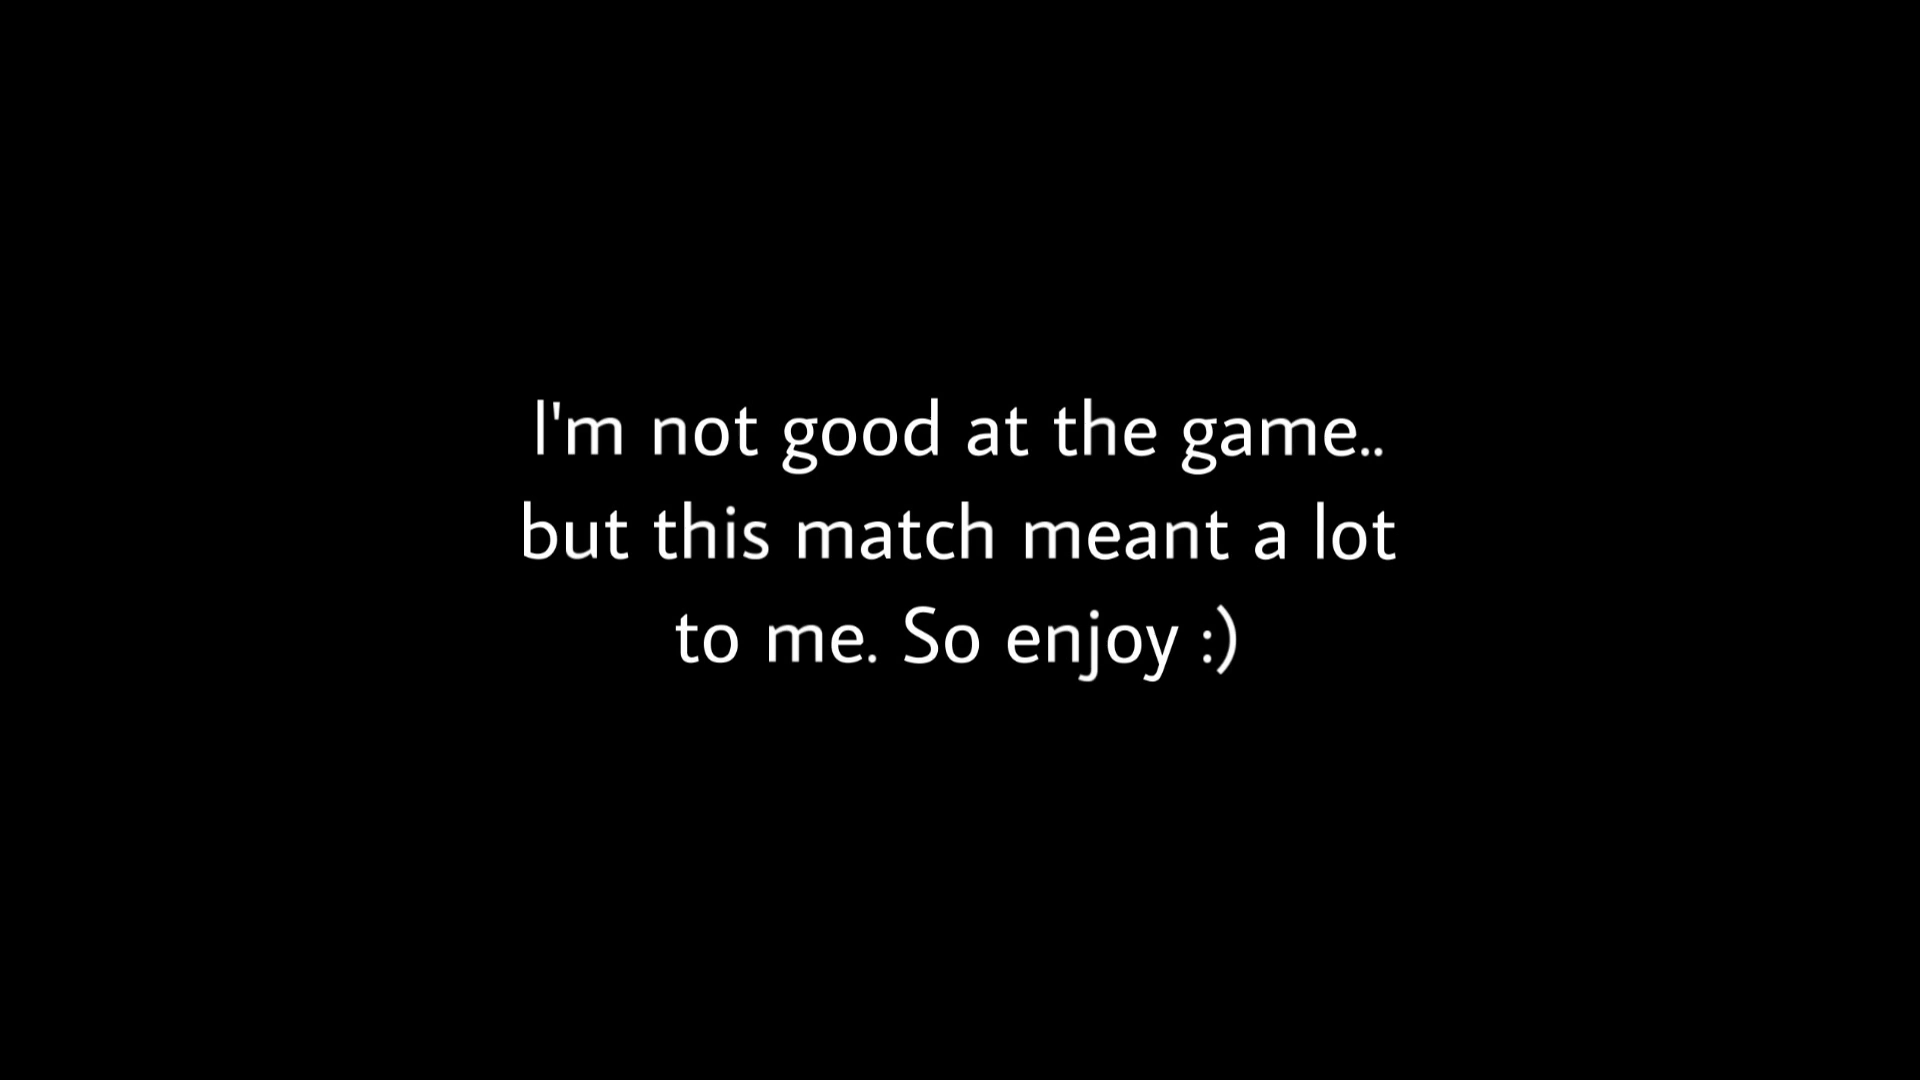 I'm not good at the game..
but this match meant a lot
to me. So enjoy :)